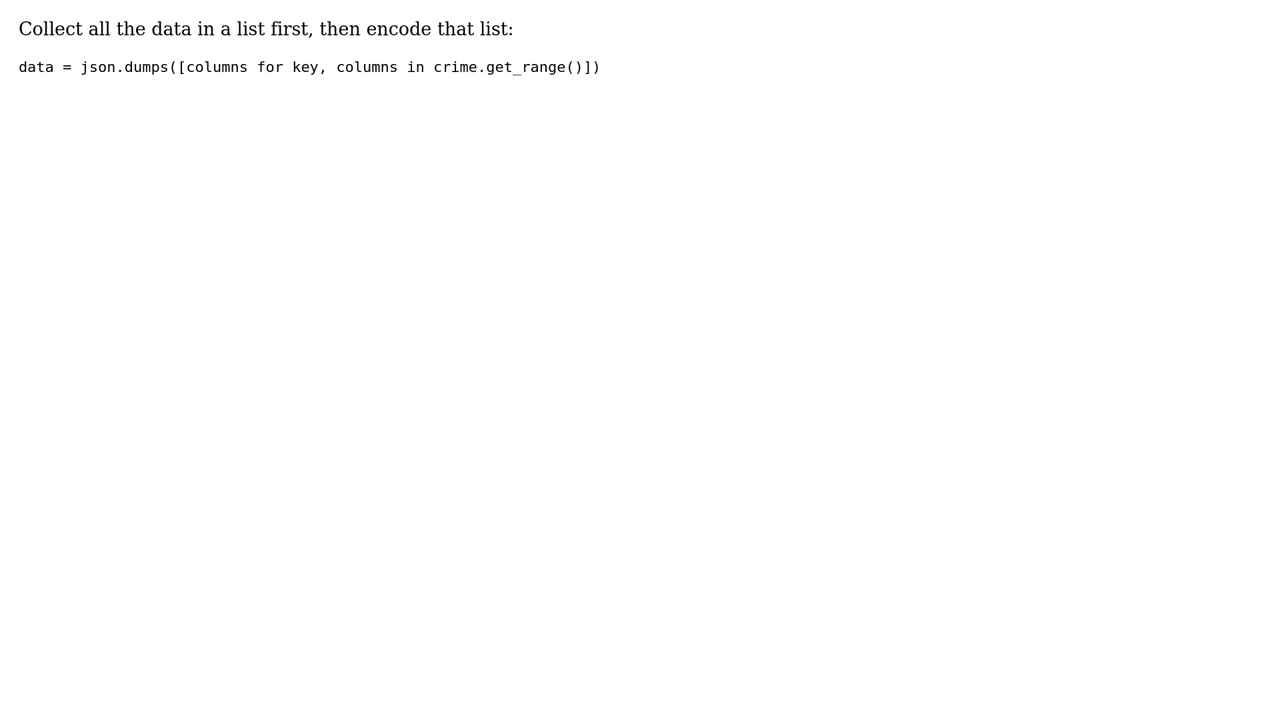 Collect all the data in a list first, then encode that list:
data = json.dumps([columns for key, columns in crime.get_range()])